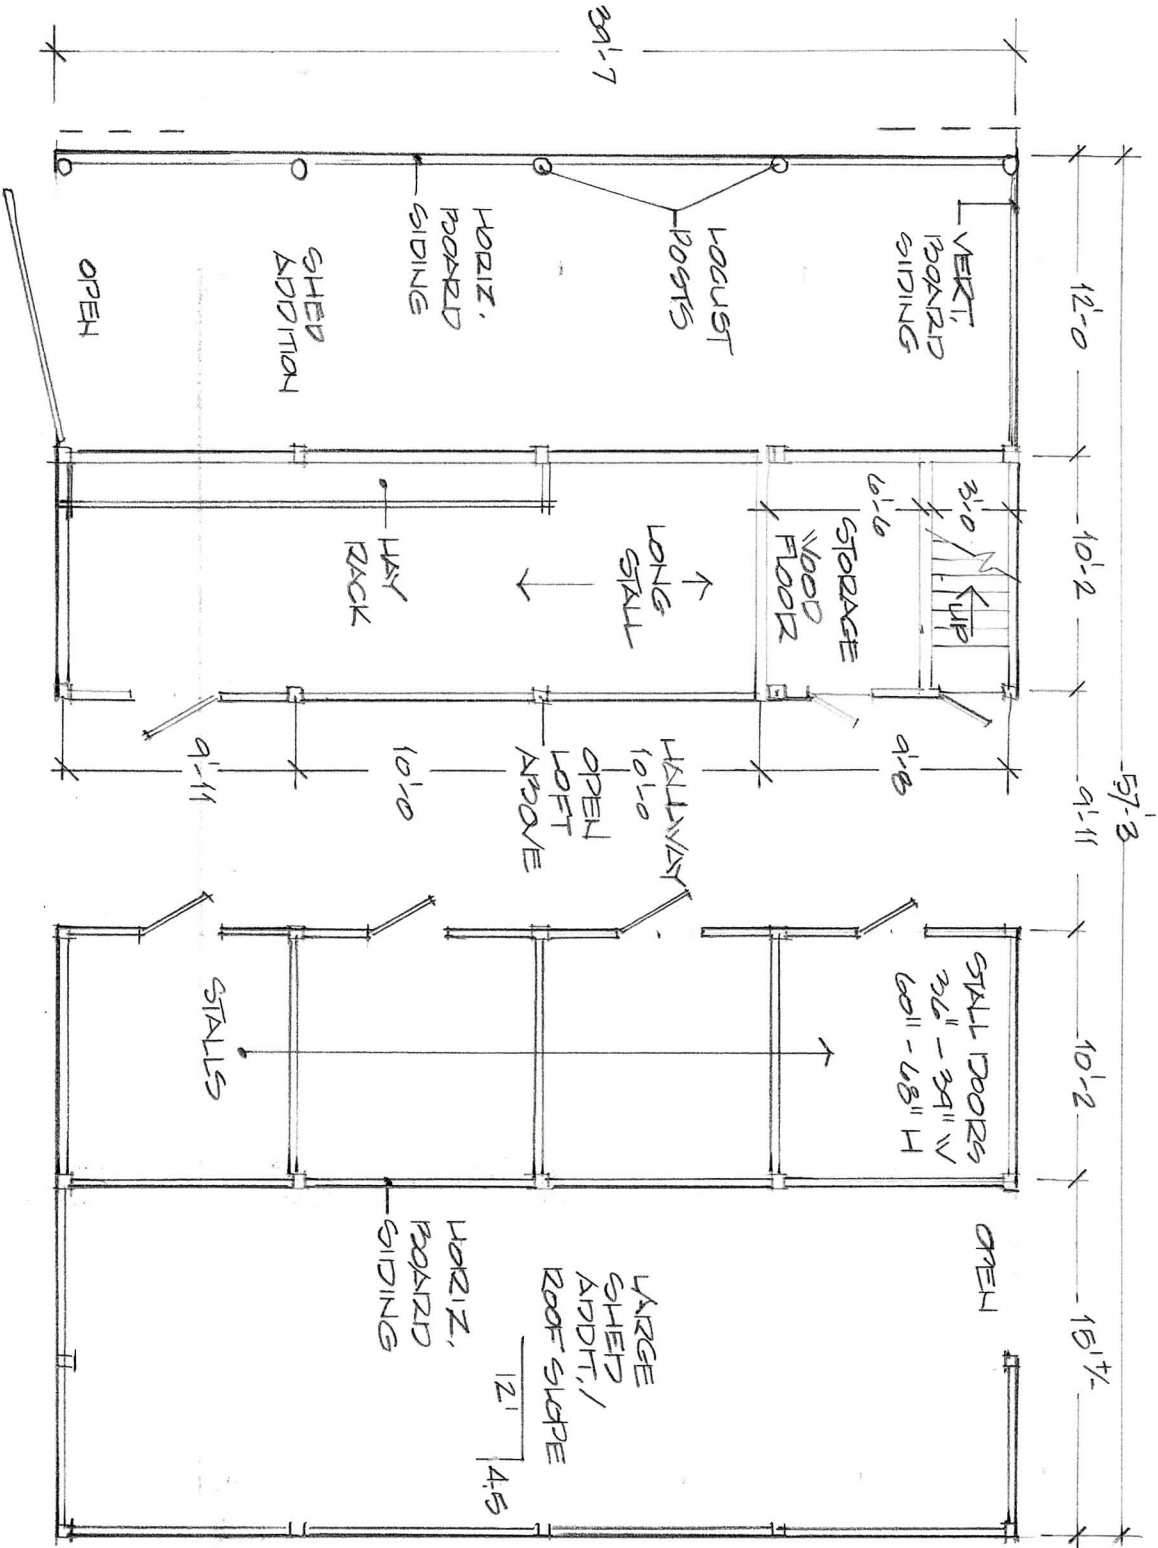 57'-3
12'-0
10'-2
9'-11
10'-2
15' +/-
39'-7
VERT.
BOARD
SIDING
LOCUST
POSTS
HORIZ.
BOARD
SIDING
SHED
ADDITION
OPEN
3'-0
UP
6'-6
STORAGE
WOOD
FLOOR
LONG
STALL
HAY
RACK
9'-8
HALLWAY
10'-0
OPEN
LOFT
ABOVE
10'-0
9'-11
STALL DOORS
36" - 39" W
60" - 63" H
STALLS
OPEN
LARGE
SHED
ADDIT. /
ROOF SLOPE
12'
4.5
HORIZ.
BOARD
SIDING